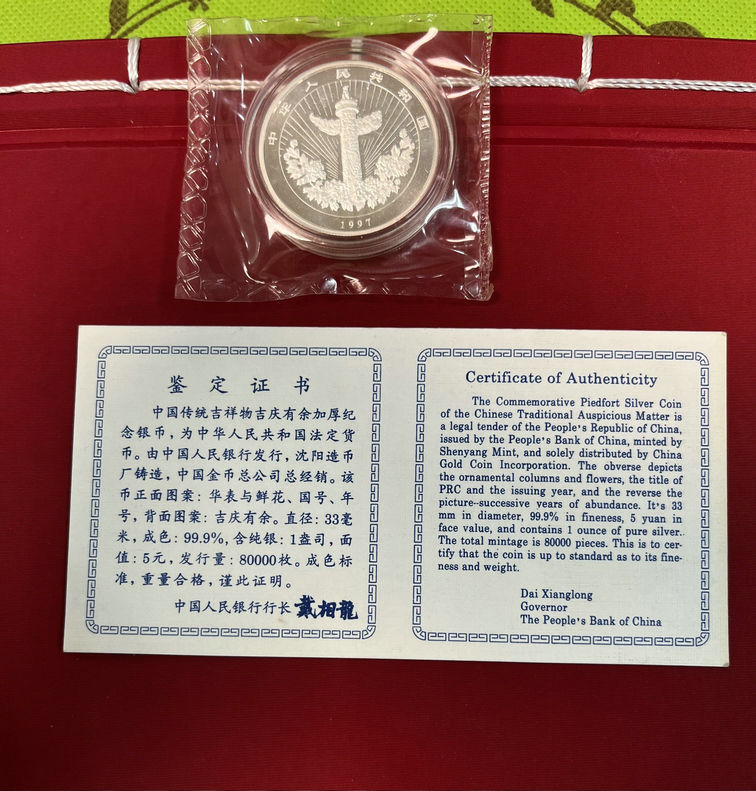 中华人民共和国
1997
鉴定证书
中国传统吉祥物吉庆有余加厚纪
念银币，为中华人民共和国法定货
币。由中国人民银行发行，沈阳造币
厂铸造，中国金币总公司总经销。该
币正面图案：华表与鲜花、国号、年
号，背面图案：吉庆有余。直径：33毫
米，成色：99.9%，含纯银：1盎司，面
值：5元，发行量：80000枚。成色标
准，重量合格，谨此证明。
中国人民银行行长 戴相龍
Certificate of Authenticity
The Commemorative Piedfort Silver Coin
of the Chinese Traditional Auspicious Matter is
a legal tender of the People's Republic of China,
issued by the People's Bank of China, minted by
Shenyang Mint, and solely distributed by China
Gold Coin Incorporation. The obverse depicts
the ornamental columns and flowers, the title of
PRC and the issuing year, and the reverse the
picture--successive years of abundance. It's 33
mm in diameter, 99.9% in fineness, 5 yuan in
face value, and contains 1 ounce of pure silver.
The total mintage is 80000 pieces. This is to cer-
tify that the coin is up to standard as to its fine-
ness and weight.
Dai Xianglong
Governor
The People's Bank of China